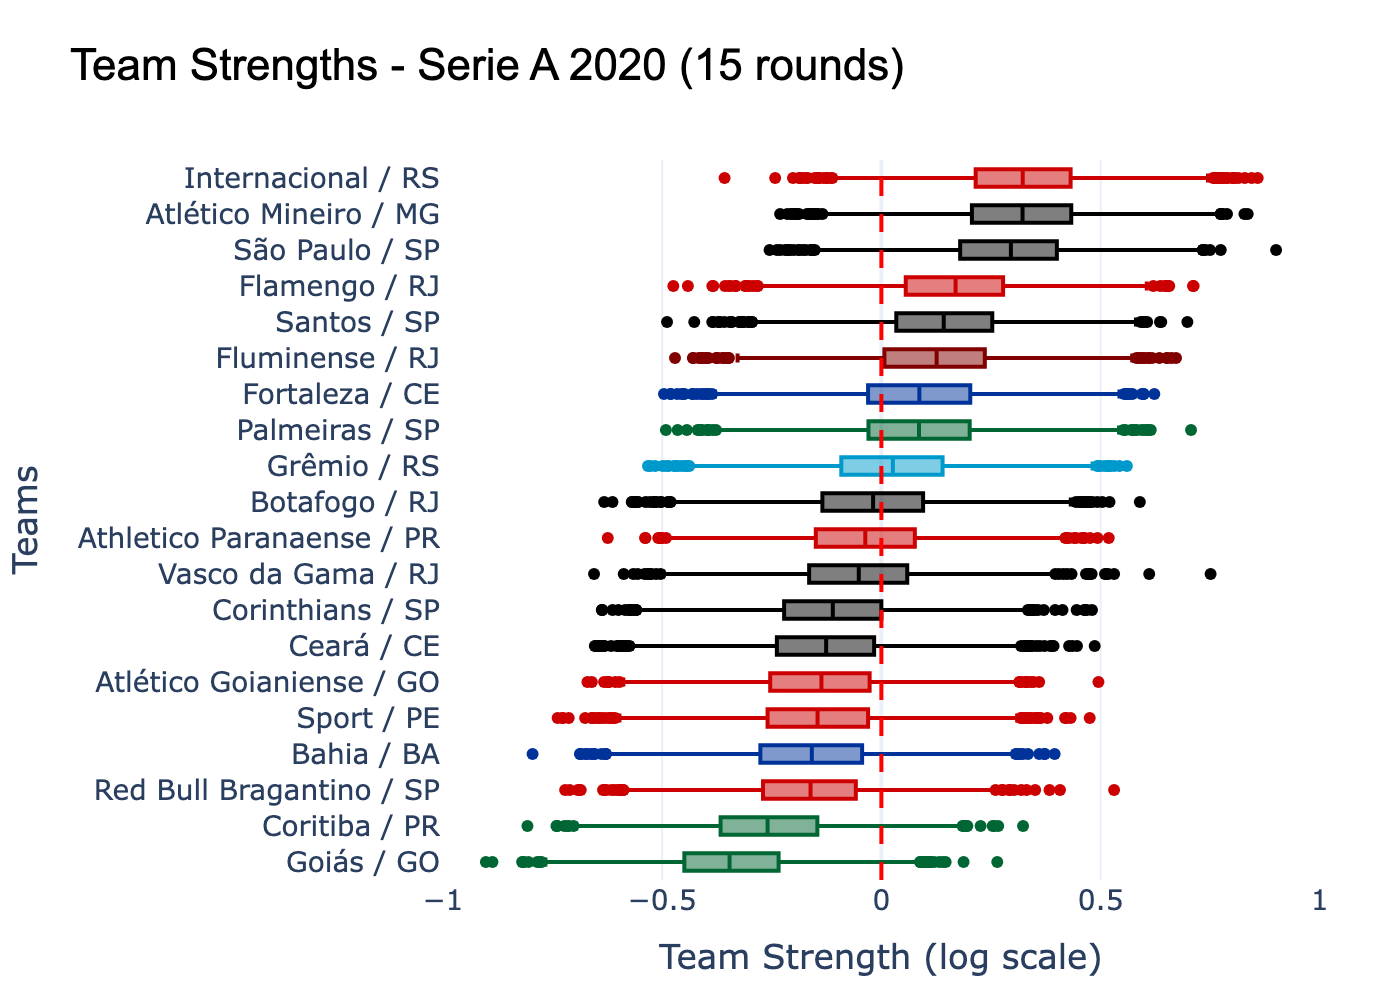 Team Strengths - Serie A 2020 (15 rounds)
Internacional / RS
Atlético Mineiro / MG
São Paulo / SP
Flamengo / RJ
Santos / SP
Fluminense / RJ
Fortaleza / CE
Palmeiras / SP
Grêmio / RS
Botafogo / RJ
Athletico Paranaense / PR
Vasco da Gama / RJ
Corinthians / SP
Ceará / CE
Atlético Goianiense / GO
Sport / PE
Bahia / BA
Red Bull Bragantino / SP
Coritiba / PR
Goiás / GO
Teams
−1 −0.5 0 0.5 1
Team Strength (log scale)